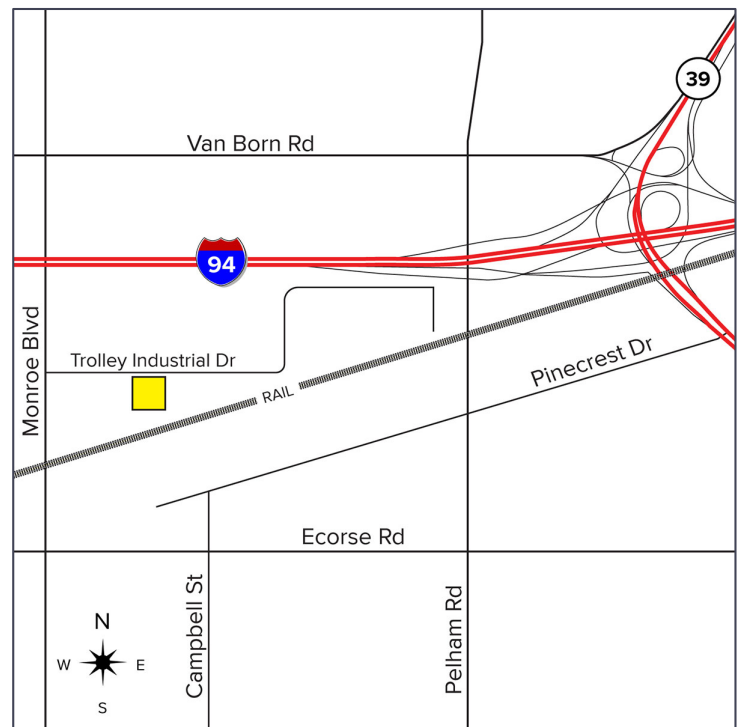 39
Van Born Rd
94
Monroe Blvd
Trolley Industrial Dr
Pinecrest Dr
RAIL
Ecorse Rd
Campbell St
Pelham Rd
N
W E
S